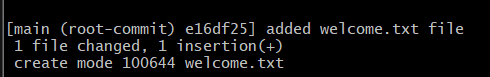 [main (root-commit) e16df25] added welcome.txt file
1 file changed, 1 insertion(+)
create mode 100644 welcome.txt